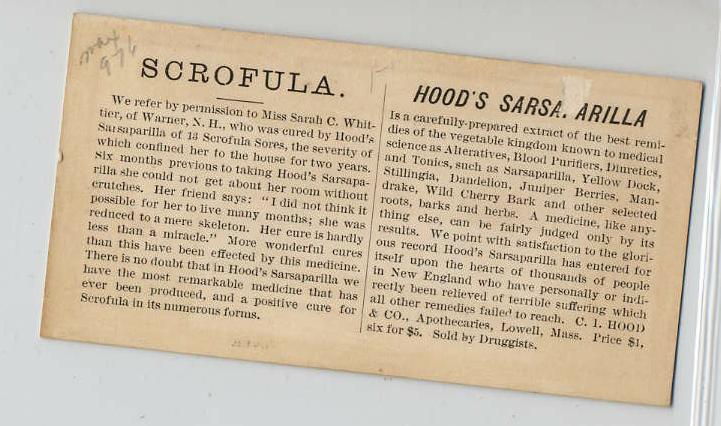 SCROFULA.
We refer by permission to Miss Sarah C. Whit-
tier, of Warner, N. H., who was cured by Hood's
Sarsaparilla of 13 Scrofula Sores, the severity of
which confined her to the house for two years.
Six months previous to taking Hood's Sarsapa-
rilla she could not get about her room without
crutches. Her friend says: "I did not think it
possible for her to live many months; she was
reduced to a mere skeleton. Her cure is hardly
less than a miracle." More wonderful cures
than this have been effected by this medicine.
There is no doubt that in Hood's Sarsaparilla we
have the most remarkable medicine that has
ever been produced, and a positive cure for
Scrofula in its numerous forms.
HOOD'S SARSA. ARILLA
Is a carefully-prepared extract of the best remi-
dies of the vegetable kingdom known to medical
science as Alteratives, Blood Purifiers, Diuretics,
and Tonics, such as Sarsaparilla, Yellow Dock,
Stillingia, Dandelion, Juniper Berries, Man-
drake, Wild Cherry Bark and other selected
roots, barks and herbs. A medicine, like any-
thing else, can be fairly judged only by its
results. We point with satisfaction to the glori-
ous record Hood's Sarsaparilla has entered for
itself upon the hearts of thousands of people
in New England who have personally or indi-
rectly been relieved of terrible suffering which
all other remedies failed to reach. C. I. HOOD
& CO., Apothecaries, Lowell, Mass. Price $1,
six for $5. Sold by Druggists.